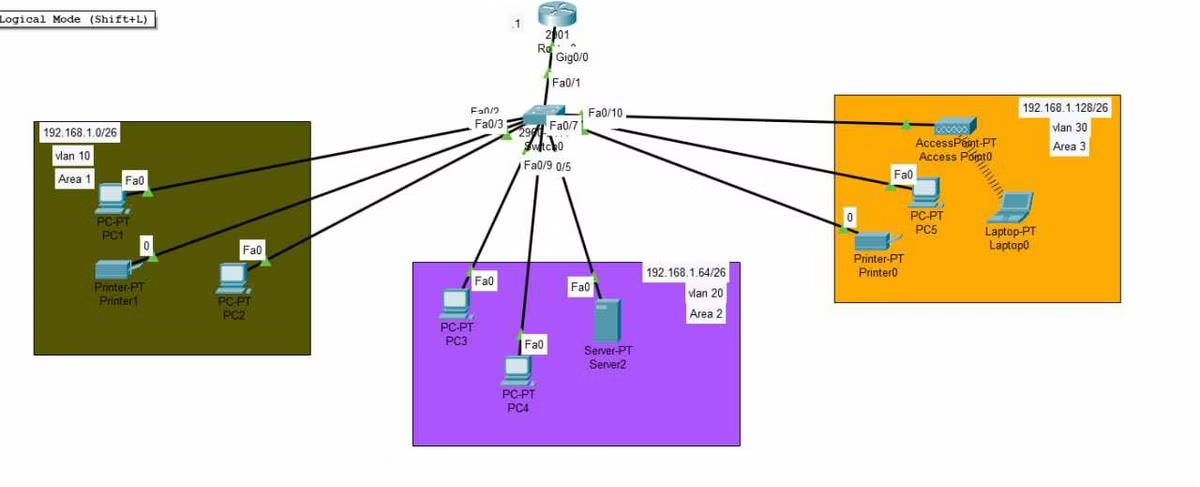 Logical Mode (Shift+L)
.1
2901
Gig0/0
Fa0/1
Fa0/2
Fa0/3
Fa0/7
Fa0/10
Switch0
Fa0/9
0/5
192.168.1.0/26
vlan 10
Area 1
Fa0
PC-PT
PC1
0
Printer-PT
Printer1
Fa0
PC-PT
PC2
192.168.1.64/26
vlan 20
Area 2
Fa0
PC-PT
PC3
Fa0
PC-PT
PC4
Fa0
Server-PT
Server2
192.168.1.128/26
vlan 30
Area 3
AccessPoint-PT
Access Point0
Fa0
PC-PT
PC5
0
Printer-PT
Printer0
Laptop-PT
Laptop0